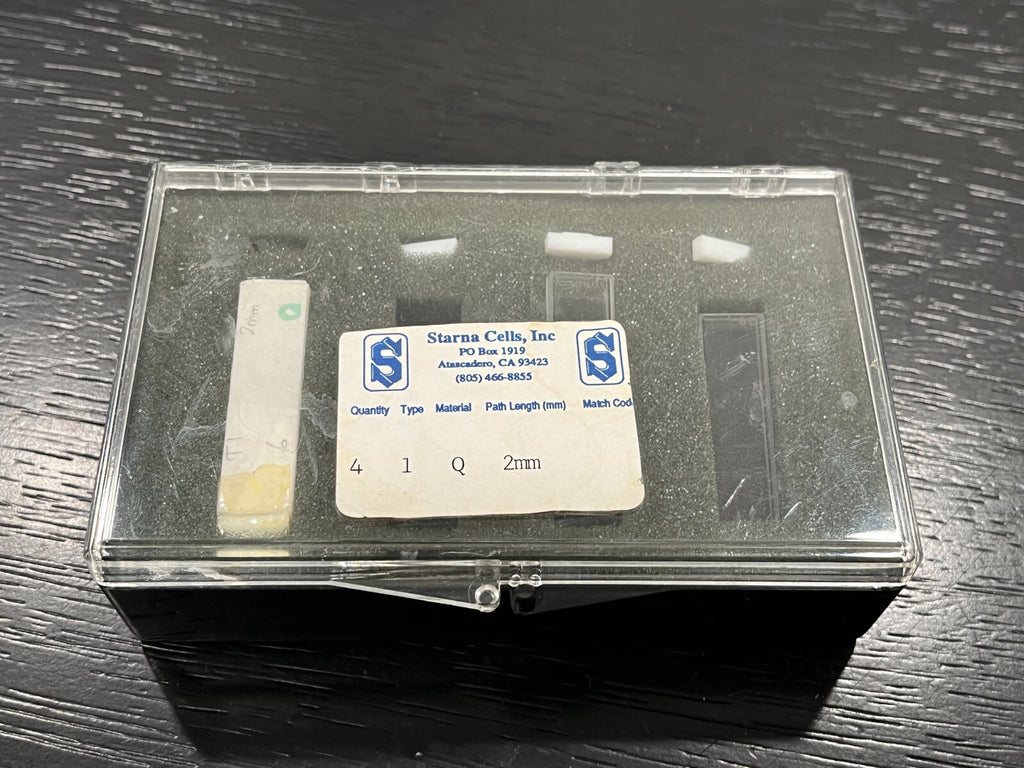 Starna Cells, Inc
PO Box 1919
Atascadero, CA 93423
(805) 466-8855
S
S
Quantity Type Material Path Length (mm) Match Cod
4 1 Q 2mm
2mm